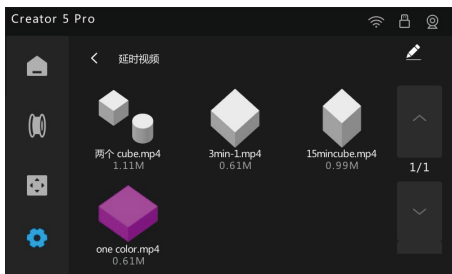 Creator 5 Pro
延时视频
两个 cube.mp4
1.11M
3min-1.mp4
0.61M
15mincube.mp4
0.99M
1/1
one color.mp4
0.61M